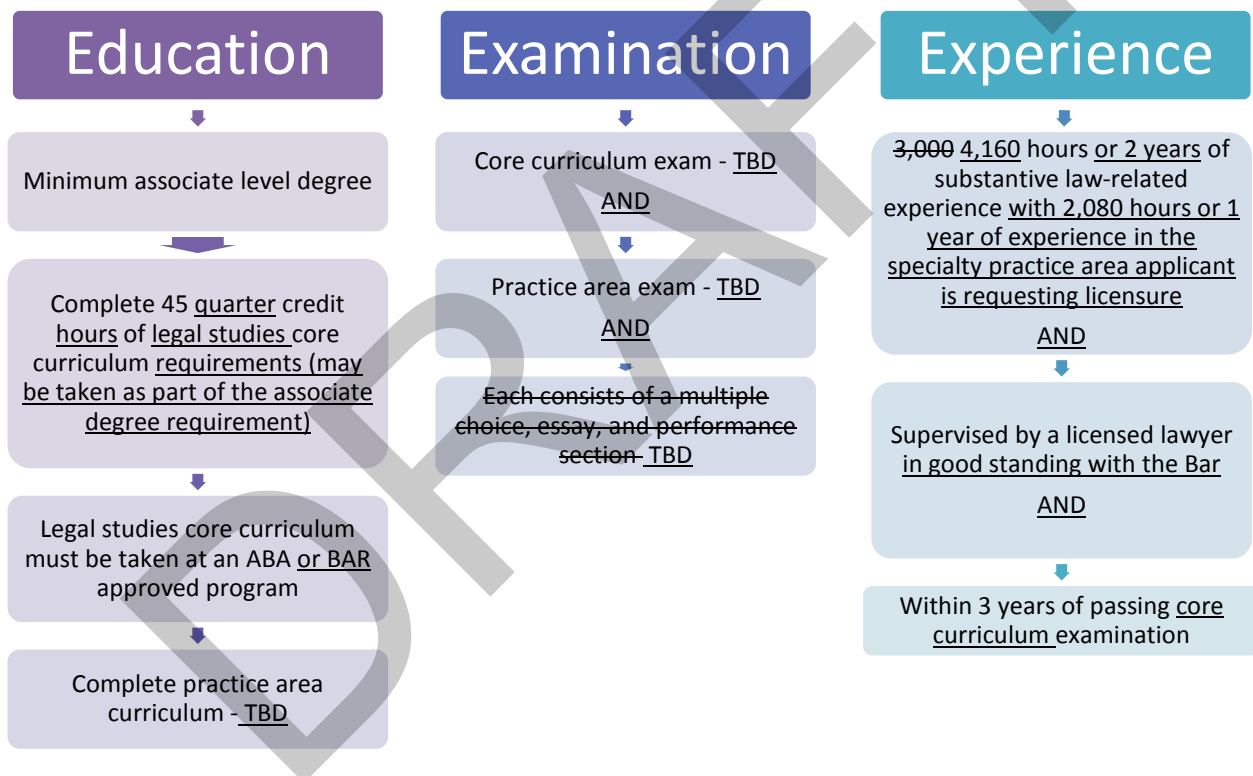 Education
Minimum associate level degree
Complete 45 quarter credit
hours of legal studies core
curriculum requirements (may
be taken as part of the associate
degree requirement)
Legal studies core curriculum
must be taken at an ABA or BAR
approved program
Complete practice area
curriculum - TBD
Examination
Core curriculum exam - TBD
AND
Practice area exam - TBD
AND
Each consists of a multiple
choice, essay, and performance
section TBD
Experience
3,000 4,160 hours or 2 years of
substantive law-related
experience with 2,080 hours or 1
year of experience in the
specialty practice area applicant
is requesting licensure
AND
Supervised by a licensed lawyer
in good standing with the Bar
AND
Within 3 years of passing core
curriculum examination
DRAF